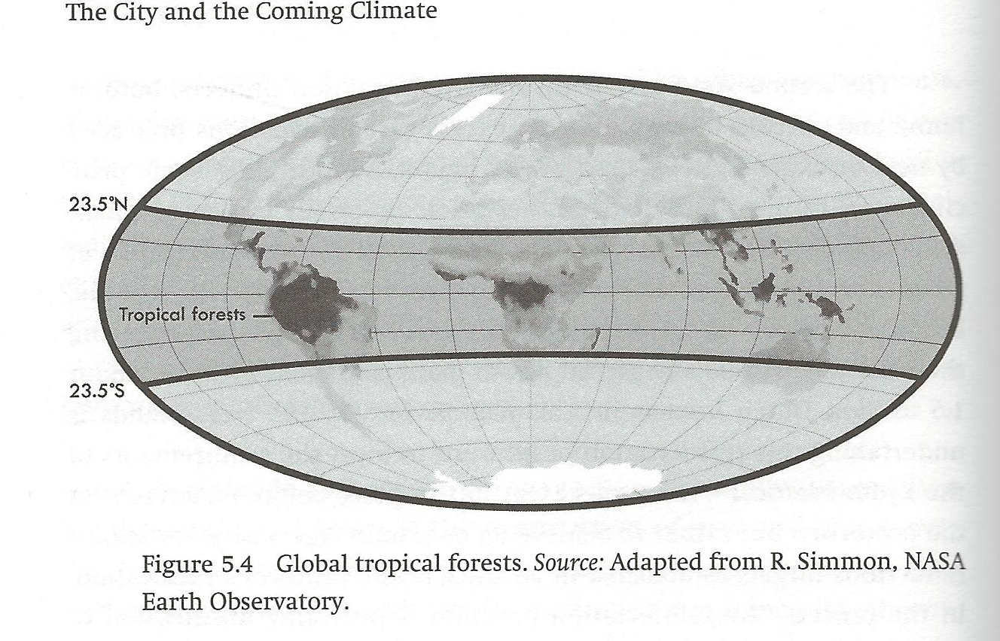 The City and the Coming Climate
23.5°N
Tropical forests
23.5°S
Figure 5.4 Global tropical forests. Source: Adapted from R. Simmon, NASA
Earth Observatory.